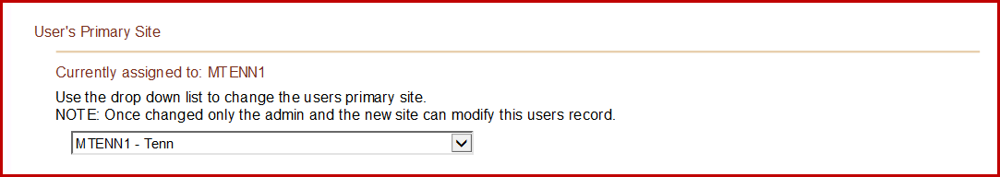 User's Primary Site
Currently assigned to: MTENN1
Use the drop down list to change the users primary site.
NOTE: Once changed only the admin and the new site can modify this users record.
MTENN1 - Tenn